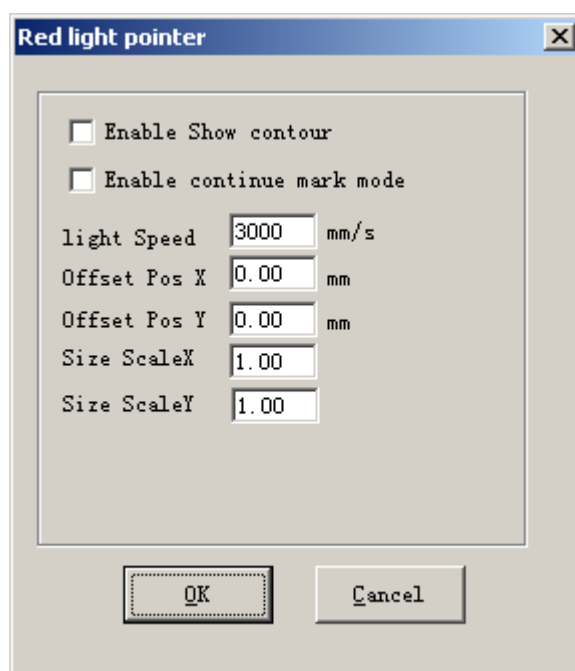 Red light pointer
Enable Show contour
Enable continue mark mode
light Speed 3000 mm/s
Offset Pos X 0.00 mm
Offset Pos Y 0.00 mm
Size ScaleX 1.00
Size ScaleY 1.00
OK Cancel